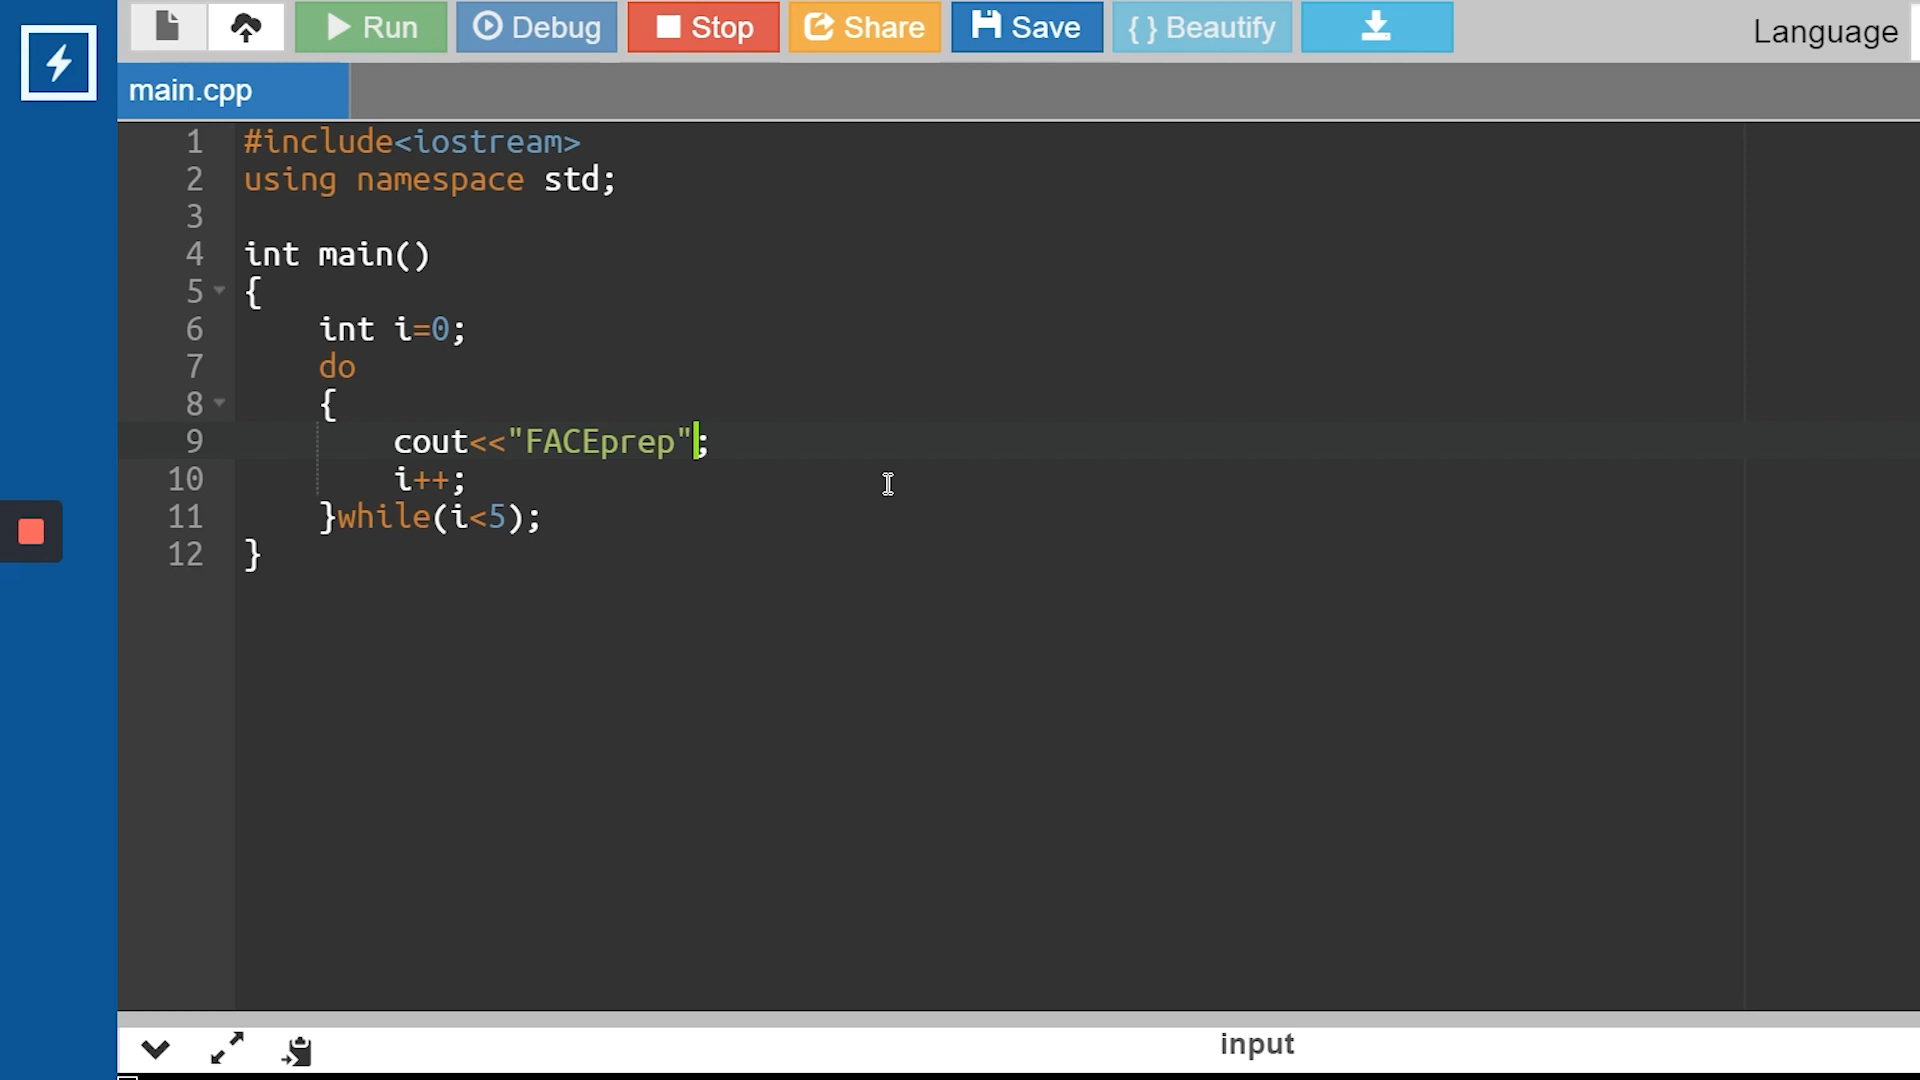 Run Debug Stop Share Save { } Beautify Language
main.cpp
1 #include<iostream>
2 using namespace std;
3
4 int main()
5 {
6 int i=0;
7 do
8 {
9 cout<<"FACEprep";
10 i++;
11 }while(i<5);
12 }
input